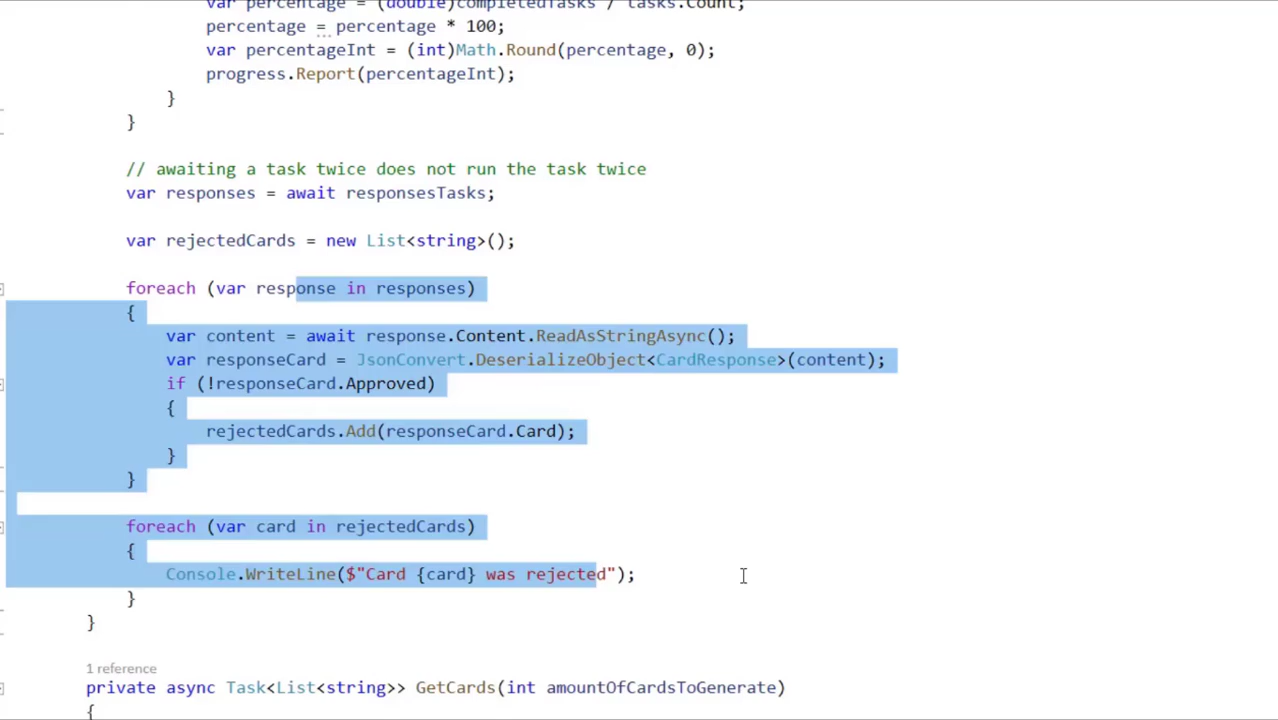 var percentage = (double)completedTasks / tasks.Count;
percentage = percentage * 100;
var percentageInt = (int)Math.Round(percentage, 0);
progress.Report(percentageInt);
}
}
// awaiting a task twice does not run the task twice
var responses = await responsesTasks;
var rejectedCards = new List<string>();
foreach (var response in responses)
{
var content = await response.Content.ReadAsStringAsync();
var responseCard = JsonConvert.DeserializeObject<CardResponse>(content);
if (!responseCard.Approved)
{
rejectedCards.Add(responseCard.Card);
}
}
foreach (var card in rejectedCards)
{
Console.WriteLine($"Card {card} was rejected");
}
}
1 reference
private async Task<List<string>> GetCards(int amountOfCardsToGenerate)
{